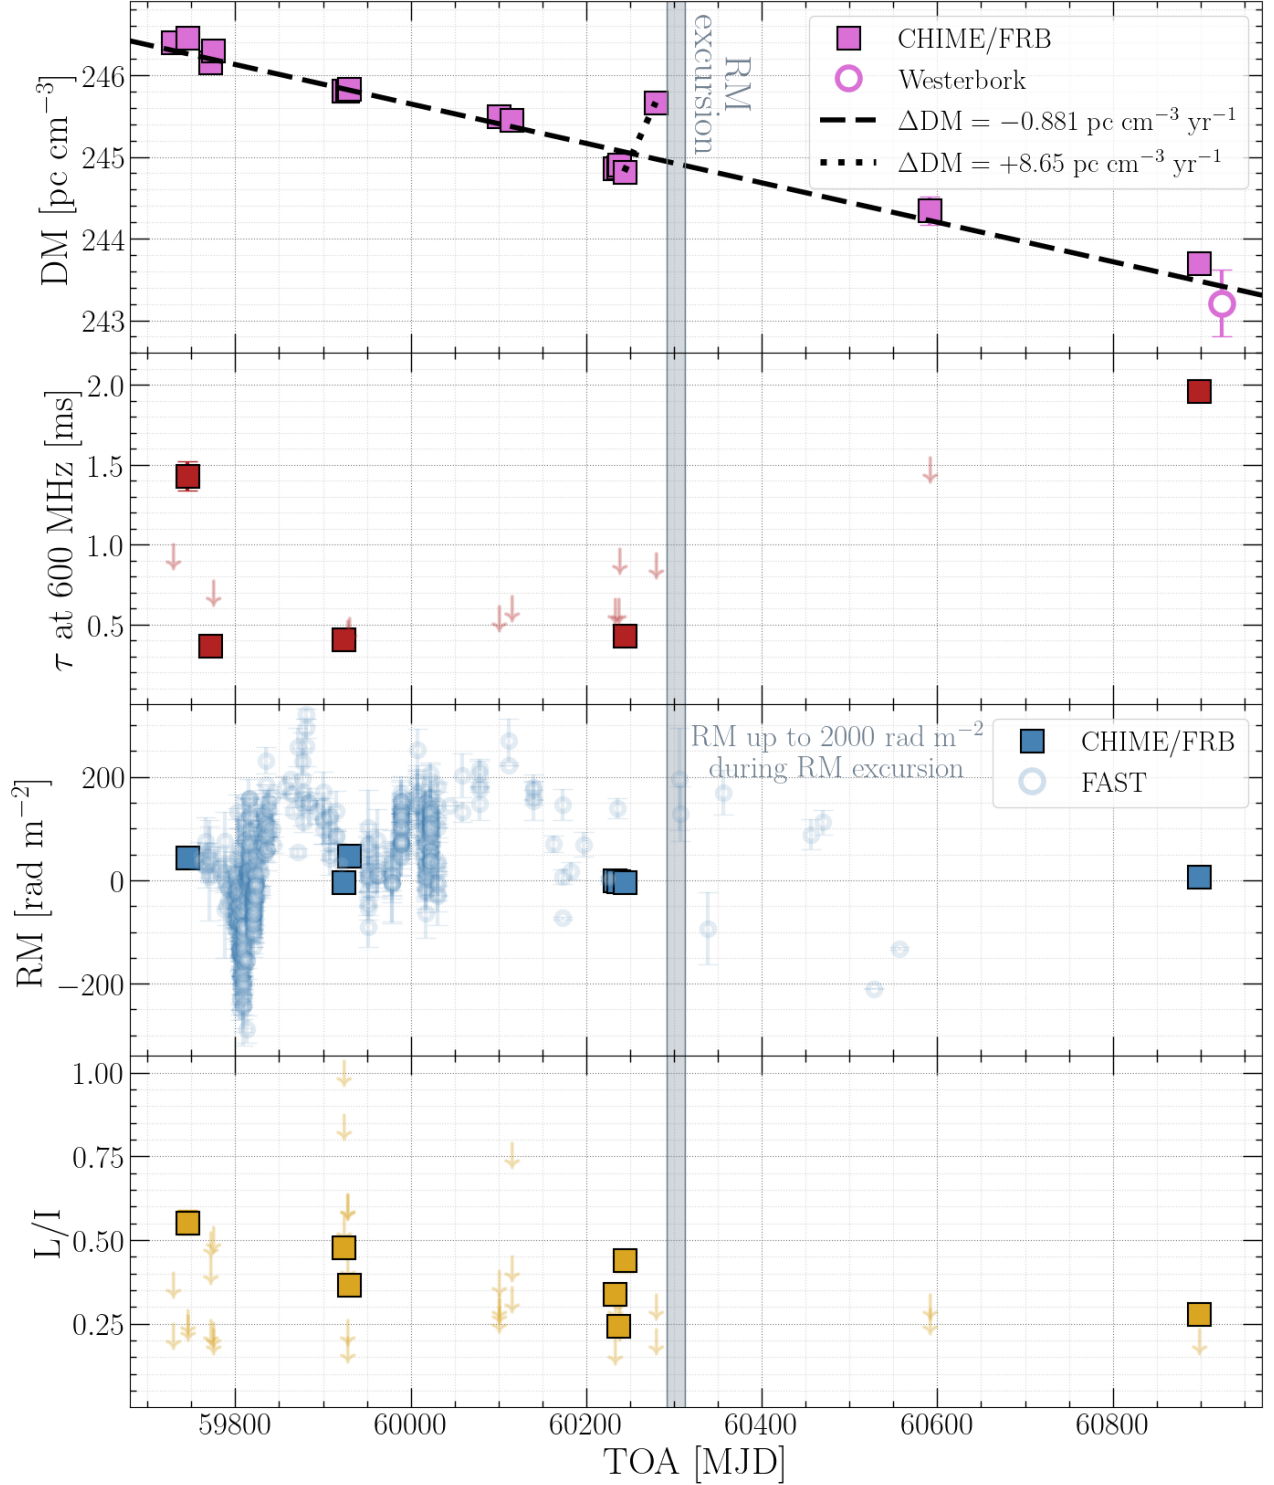 246
245
244
243
DM [pc cm⁻³]
RM
excursion
CHIME/FRB
Westerbork
ΔDM = −0.881 pc cm⁻³ yr⁻¹
ΔDM = +8.65 pc cm⁻³ yr⁻¹
2.0
1.5
1.0
0.5
τ at 600 MHz [ms]
200
0
−200
RM [rad m⁻²]
RM up to 2000 rad m⁻²
during RM excursion
CHIME/FRB
FAST
1.00
0.75
0.50
0.25
L/I
59800 60000 60200 60400 60600 60800
TOA [MJD]